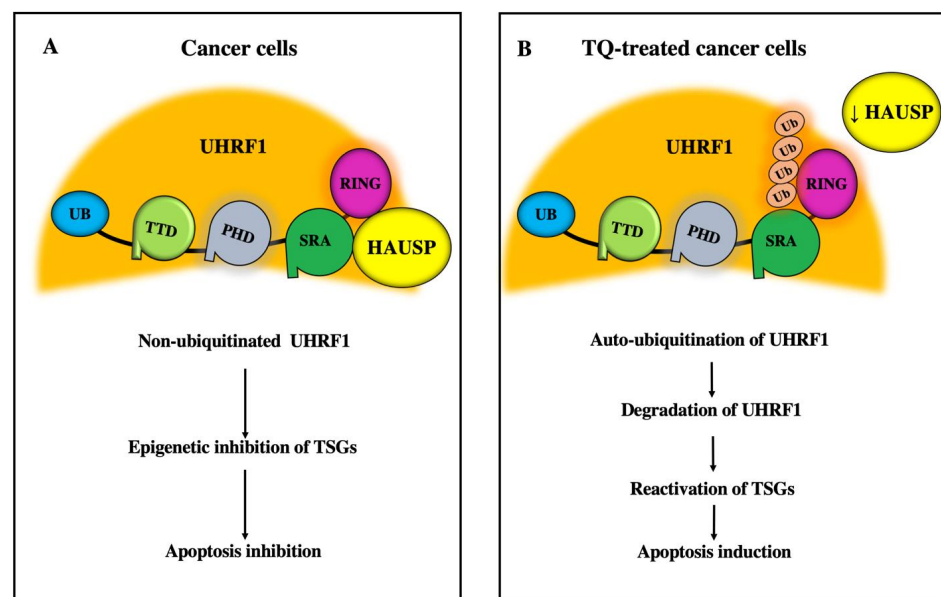 A
Cancer cells
UHRF1
RING
UB
TTD
PHD
SRA
HAUSP
Non-ubiquitinated UHRF1
Epigenetic inhibition of TSGs
Apoptosis inhibition
B
TQ-treated cancer cells
↓ HAUSP
Ub
UHRF1
Ub
Ub
RING
Ub
UB
TTD
PHD
SRA
Auto-ubiquitination of UHRF1
Degradation of UHRF1
Reactivation of TSGs
Apoptosis induction